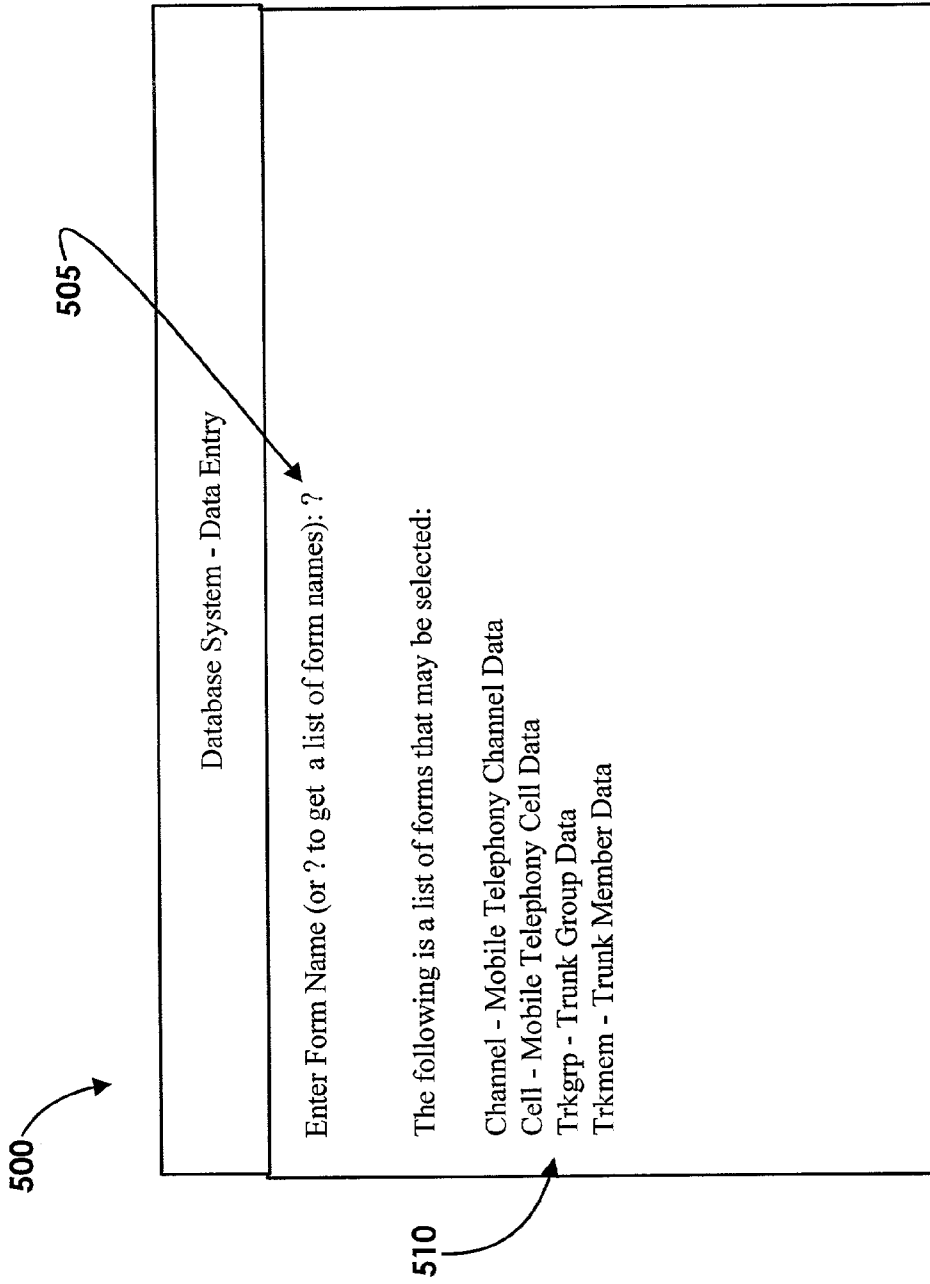 500
505
Database System - Data Entry
Enter Form Name (or ? to get a list of form names): ?
The following is a list of forms that may be selected:
Channel - Mobile Telephony Channel Data
Cell - Mobile Telephony Cell Data
Trkgrp - Trunk Group Data
Trkmem - Trunk Member Data
510